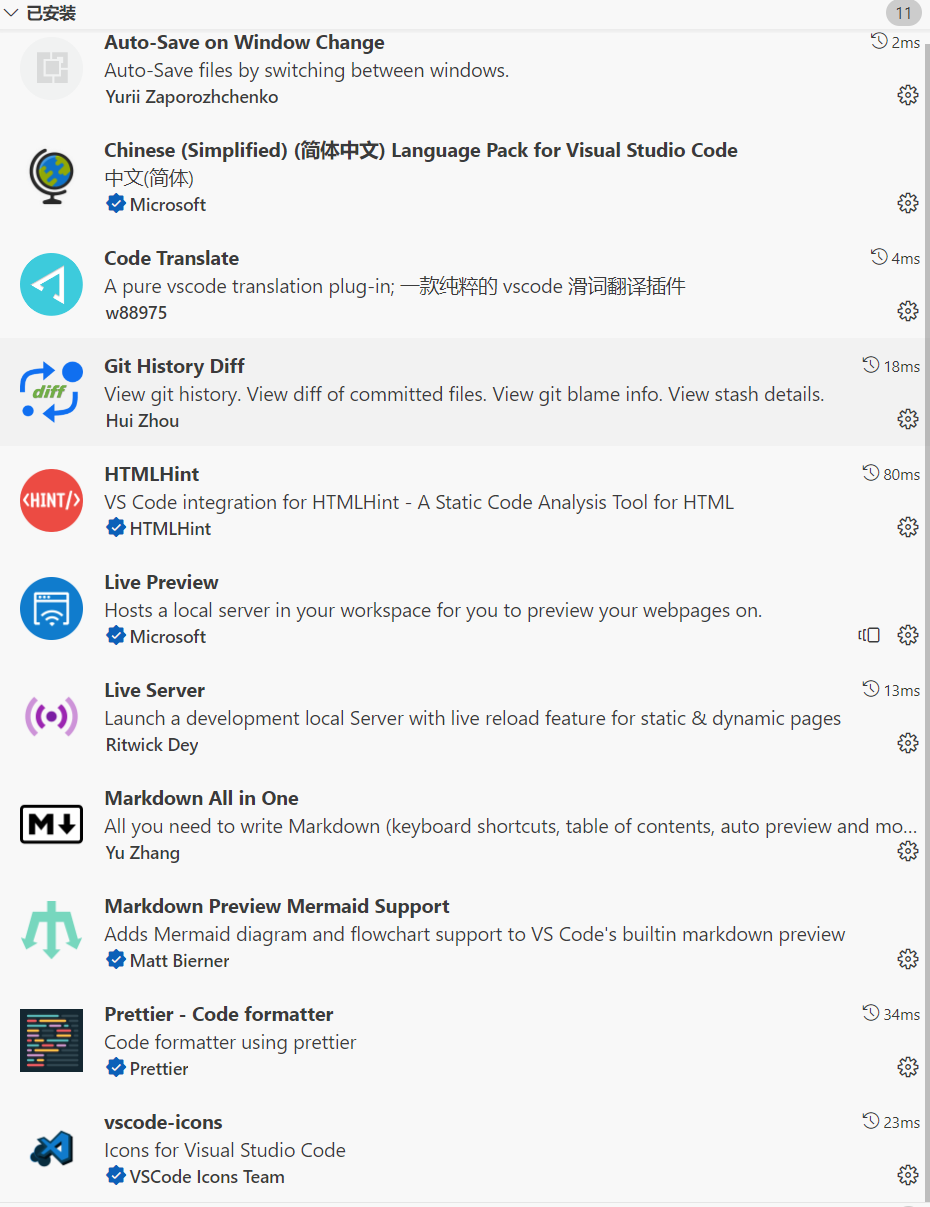 已安装 11
Auto-Save on Window Change 2ms
Auto-Save files by switching between windows.
Yurii Zaporozhchenko
Chinese (Simplified) (简体中文) Language Pack for Visual Studio Code
中文(简体)
Microsoft
Code Translate 4ms
A pure vscode translation plug-in; 一款纯粹的 vscode 滑词翻译插件
w88975
diff
Git History Diff 18ms
View git history. View diff of committed files. View git blame info. View stash details.
Hui Zhou
HTMLHint 80ms
<HINT/>
VS Code integration for HTMLHint - A Static Code Analysis Tool for HTML
HTMLHint
Live Preview
Hosts a local server in your workspace for you to preview your webpages on.
Microsoft
Live Server 13ms
Launch a development local Server with live reload feature for static & dynamic pages
Ritwick Dey
Markdown All in One
M
All you need to write Markdown (keyboard shortcuts, table of contents, auto preview and mo...
Yu Zhang
Markdown Preview Mermaid Support
Adds Mermaid diagram and flowchart support to VS Code's builtin markdown preview
Matt Bierner
Prettier - Code formatter 34ms
Code formatter using prettier
Prettier
vscode-icons 23ms
Icons for Visual Studio Code
VSCode Icons Team